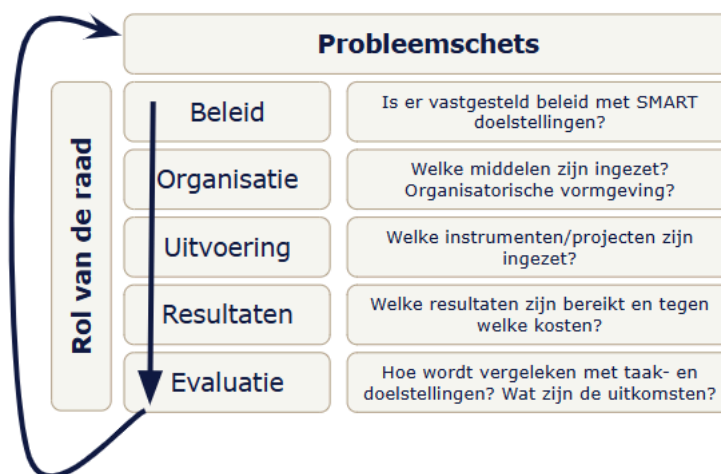 Probleemschets
Rol van de raad
Beleid
Is er vastgesteld beleid met SMART
doelstellingen?
Organisatie
Welke middelen zijn ingezet?
Organisatorische vormgeving?
Uitvoering
Welke instrumenten/projecten zijn
ingezet?
Resultaten
Welke resultaten zijn bereikt en tegen
welke kosten?
Evaluatie
Hoe wordt vergeleken met taak- en
doelstellingen? Wat zijn de uitkomsten?